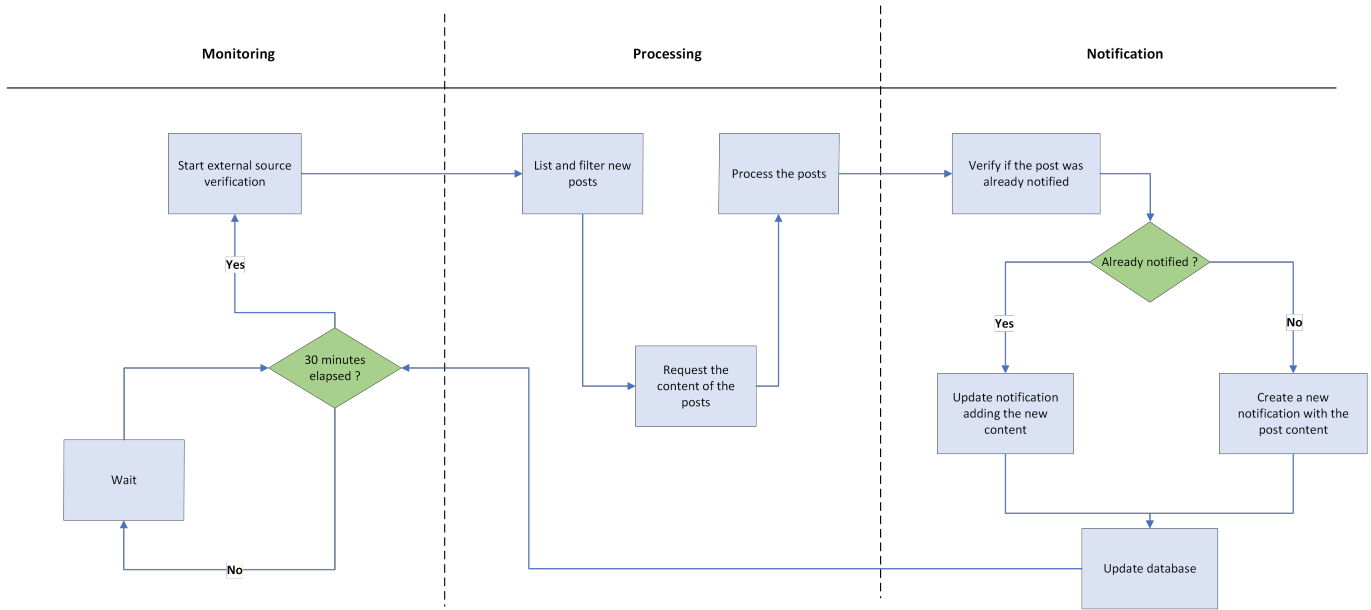 Monitoring
Processing
Notification
Start external source
verification
List and filter new
posts
Process the posts
Verify if the post was
already notified
Yes
Already notified ?
Yes
No
30 minutes
elapsed ?
Request the
content of the
posts
Update notification
adding the new
content
Create a new
notification with the
post content
Wait
No
Update database